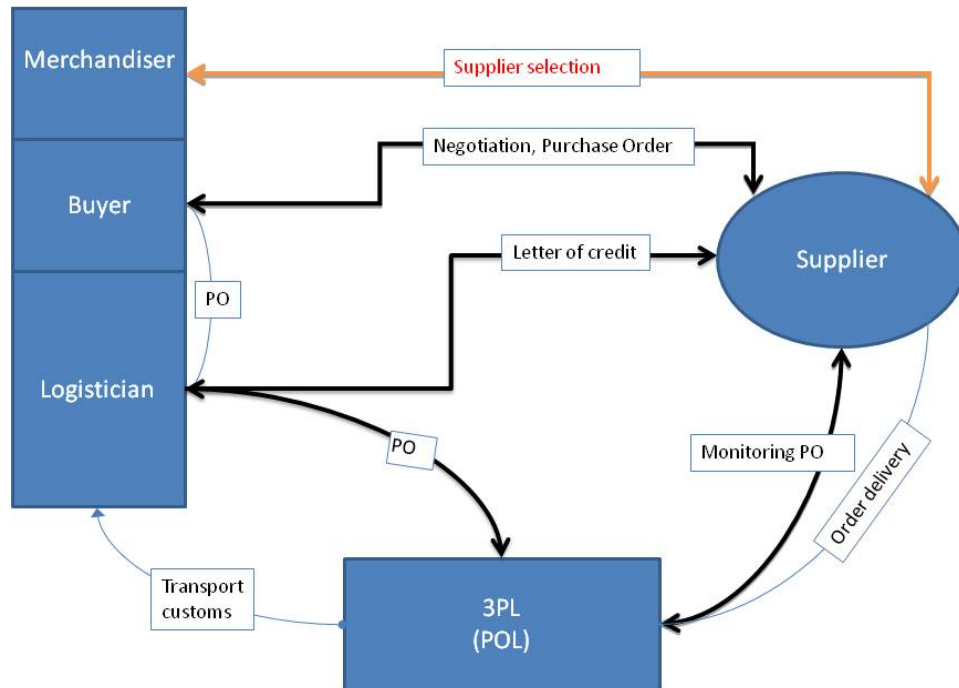 Merchandiser
Supplier selection
Negotiation, Purchase Order
Buyer
Letter of credit
Supplier
PO
Logistician
PO
Monitoring PO
Order delivery
Transport
customs
3PL
(POL)